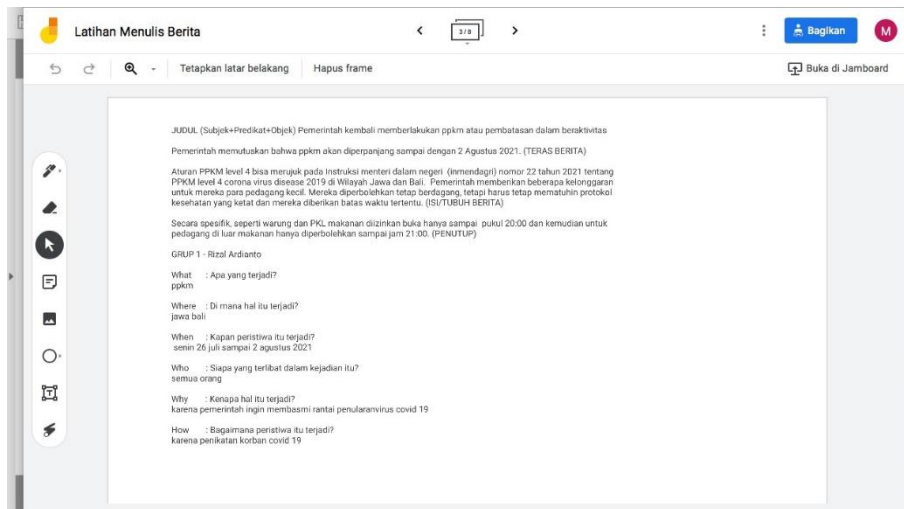 Latihan Menulis Berita
2/8
Bagikan
M
Tetapkan latar belakang
Hapus frame
Buka di Jamboard
JUDUL (Subjek+Predikat+Objek) Pemerintah kembali memberlakukan ppkm atau pembatasan dalam beraktivitas
Pemerintah memutuskan bahwa ppkm akan diperpanjang sampai dengan 2 Agustus 2021. (TERAS BERITA)
Aturan PPKM level 4 bisa merujuk pada Instruksi menteri dalam negeri (inmendagri) nomor 22 tahun 2021 tentang
PPKM level 4 corona virus disease 2019 di Wilayah Jawa dan Bali. Pemerintah memberikan beberapa kelonggaran
untuk mereka para pedagang kecil. Mereka diperbolehkan tetap berdagang, tetapi harus tetap mematuhin protokol
kesehatan yang ketat dan mereka diberikan batas waktu tertentu. (ISI/TUBUH BERITA)
Secara spesifik, seperti warung dan PKL makanan diizinkan buka hanya sampai pukul 20:00 dan kemudian untuk
pedagang di luar makanan hanya diperbolehkan sampai jam 21:00. (PENUTUP)
GRUP 1 - Rizal Ardianto
What : Apa yang terjadi?
ppkm
Where : Di mana hal itu terjadi?
jawa bali
When : Kapan peristiwa itu terjadi?
senin 26 juli sampai 2 agustus 2021
Who : Siapa yang terlibat dalam kejadian itu?
semua orang
Why : Kenapa hal itu terjadi?
karena pemerintah ingin membasmi rantai penularanvirus covid 19
How : Bagaimana peristiwa itu terjadi?
karena penikatan korban covid 19